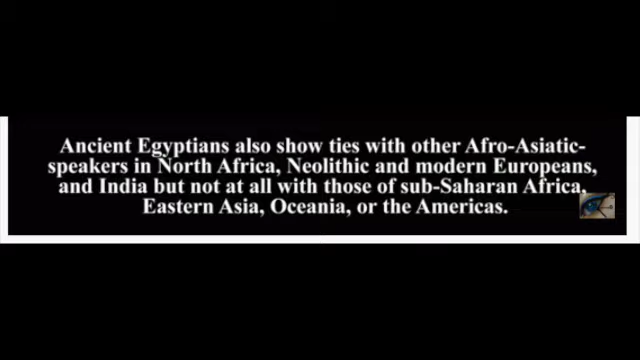 Ancient Egyptians also show ties with other Afro-Asiatic-
speakers in North Africa, Neolithic and modern Europeans,
and India but not at all with those of sub-Saharan Africa,
Eastern Asia, Oceania, or the Americas.